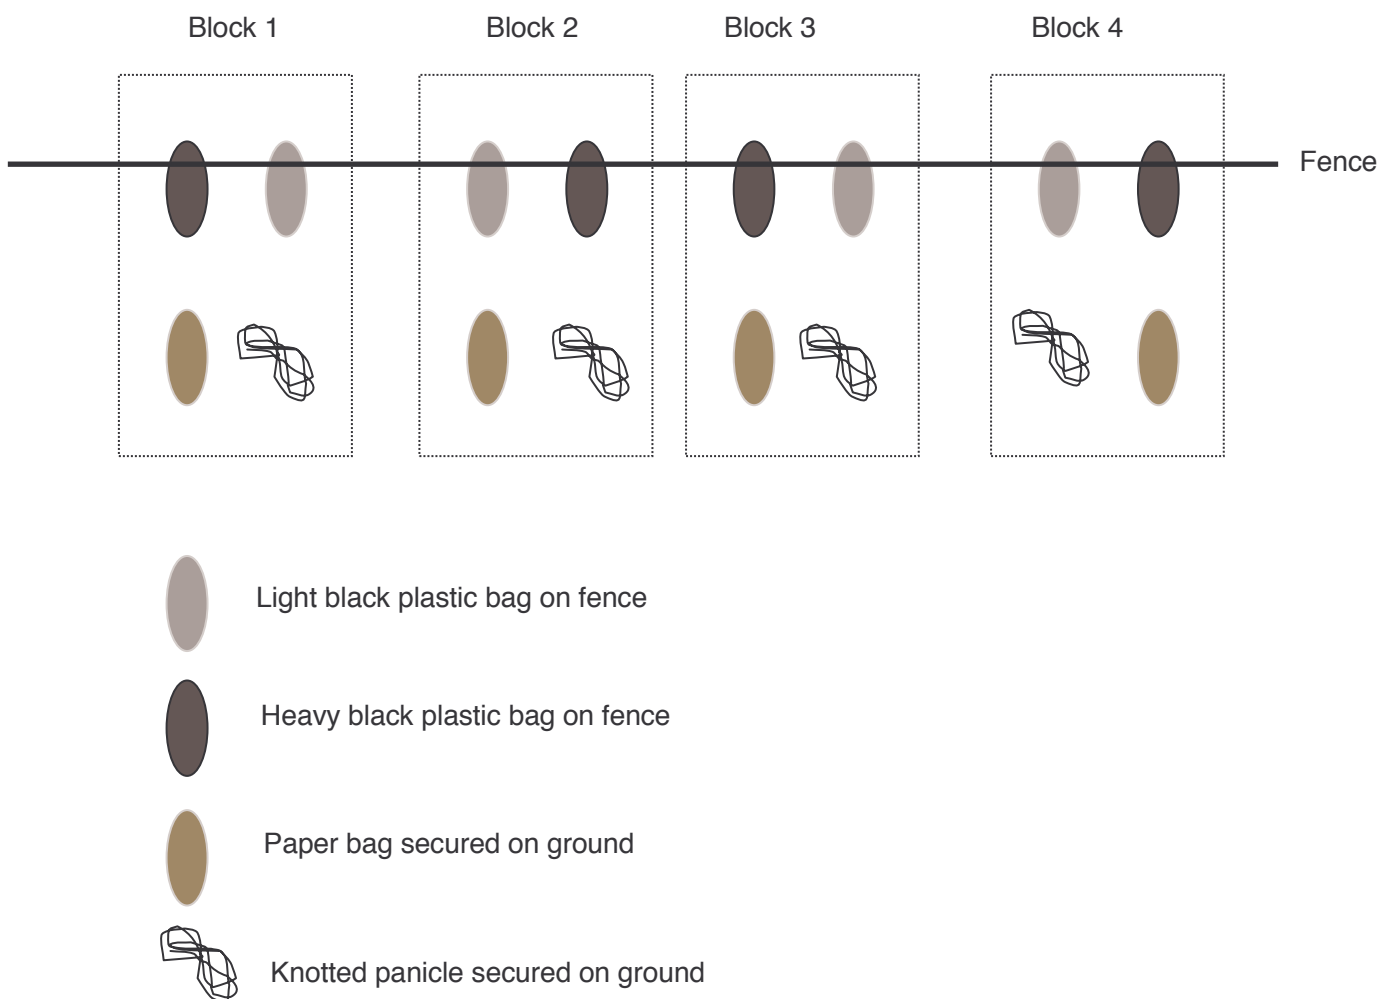 Block 1
Block 2
Block 3
Block 4
Fence
Light black plastic bag on fence
Heavy black plastic bag on fence
Paper bag secured on ground
Knotted panicle secured on ground